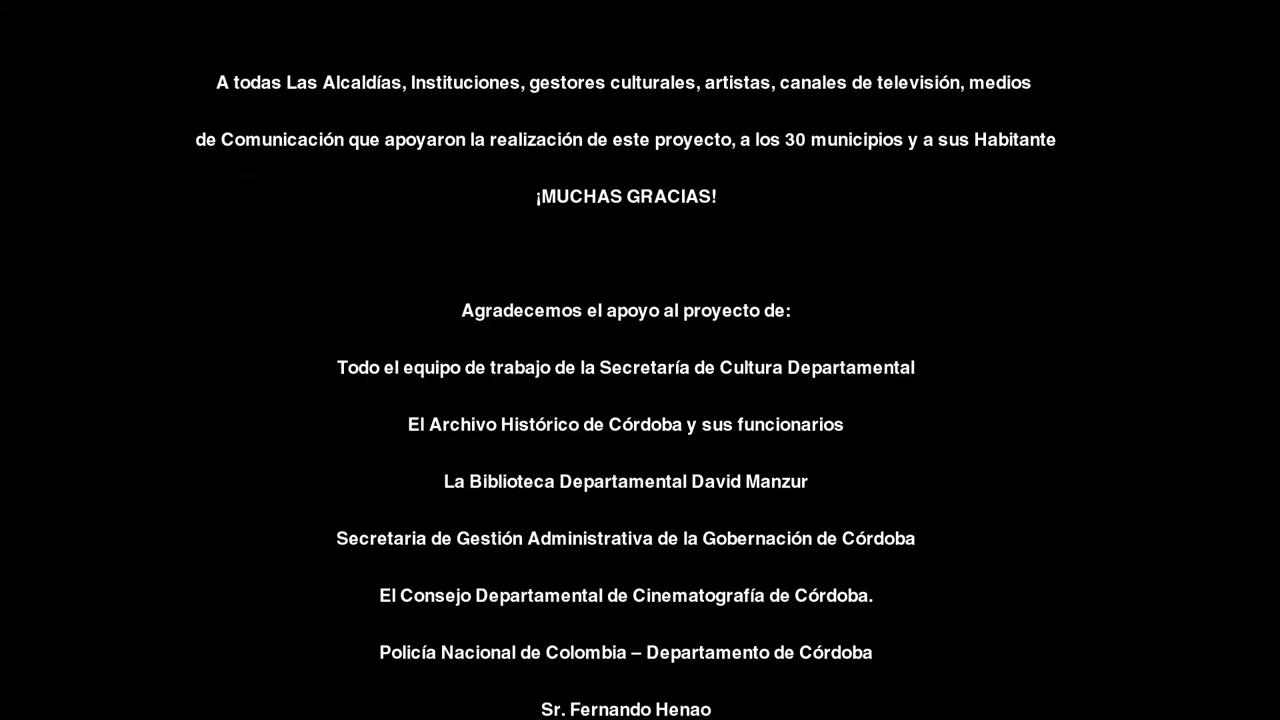 A todas Las Alcaldías, Instituciones, gestores culturales, artistas, canales de televisión, medios
de Comunicación que apoyaron la realización de este proyecto, a los 30 municipios y a sus Habitante
¡MUCHAS GRACIAS!
Agradecemos el apoyo al proyecto de:
Todo el equipo de trabajo de la Secretaría de Cultura Departamental
El Archivo Histórico de Córdoba y sus funcionarios
La Biblioteca Departamental David Manzur
Secretaria de Gestión Administrativa de la Gobernación de Córdoba
El Consejo Departamental de Cinematografía de Córdoba.
Policía Nacional de Colombia – Departamento de Córdoba
Sr. Fernando Henao